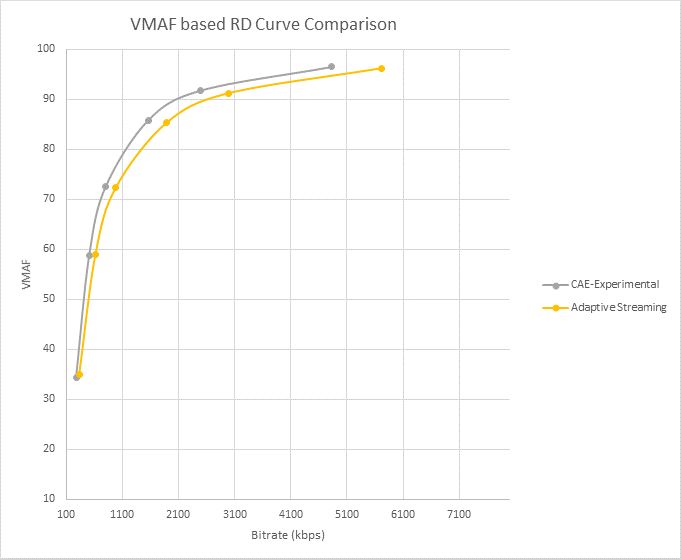 VMAF based RD Curve Comparison
100
90
80
70
60
50
40
30
20
10
VMAF
100 1100 2100 3100 4100 5100 6100 7100
Bitrate (kbps)
CAE-Experimental
Adaptive Streaming